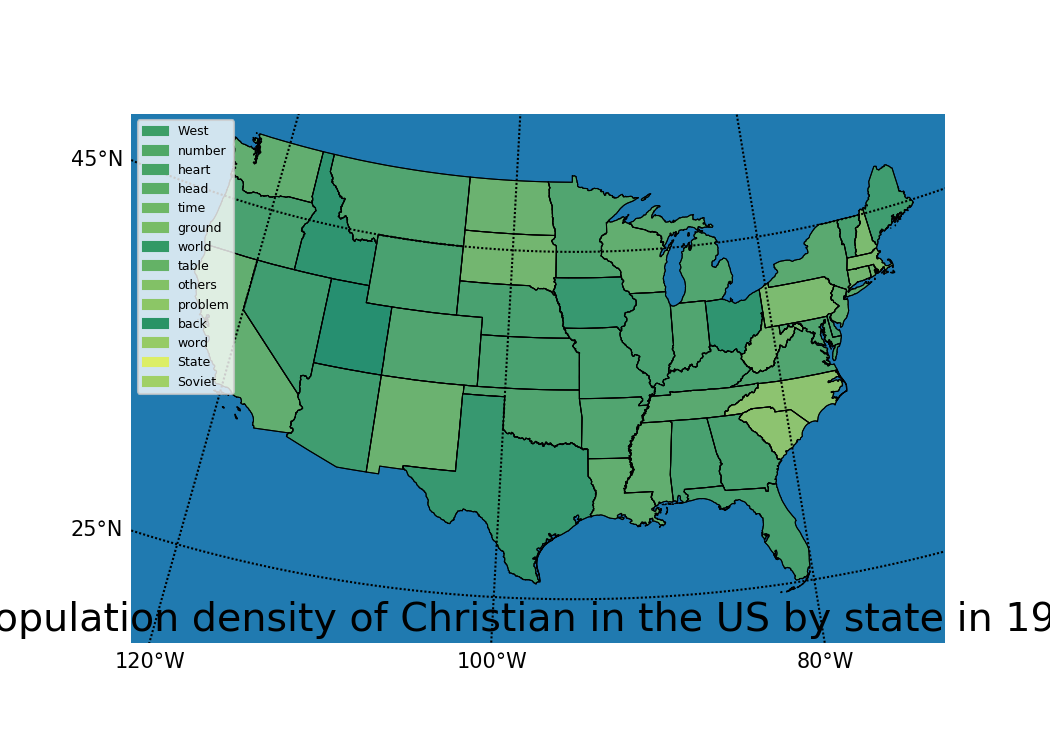 45°N
West
number
heart
head
time
ground
world
table
others
problem
back
word
State
Soviet
25°N
opulation density of Christian in the US by state in 19
120°W 100°W 80°W